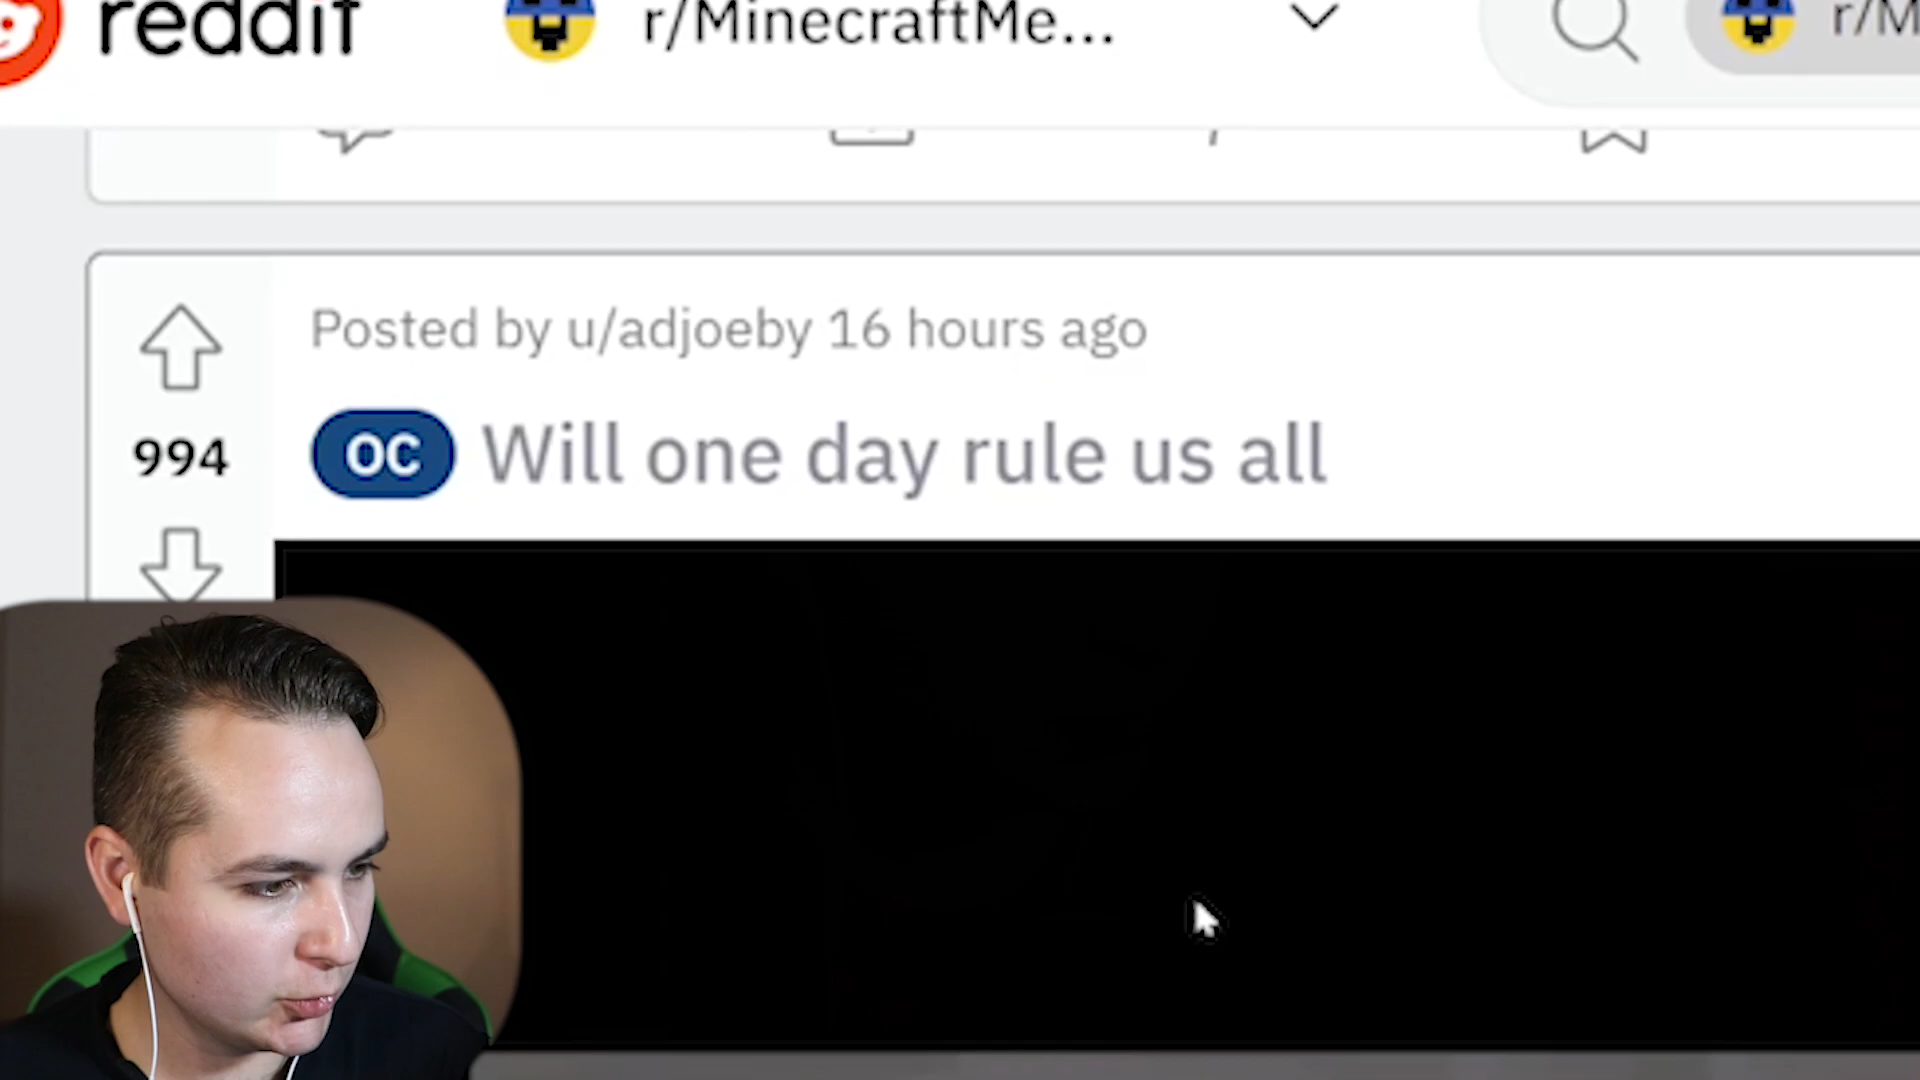 reddit
r/MinecraftMe...
r/M
Posted by u/adjoeby 16 hours ago
994
OC Will one day rule us all